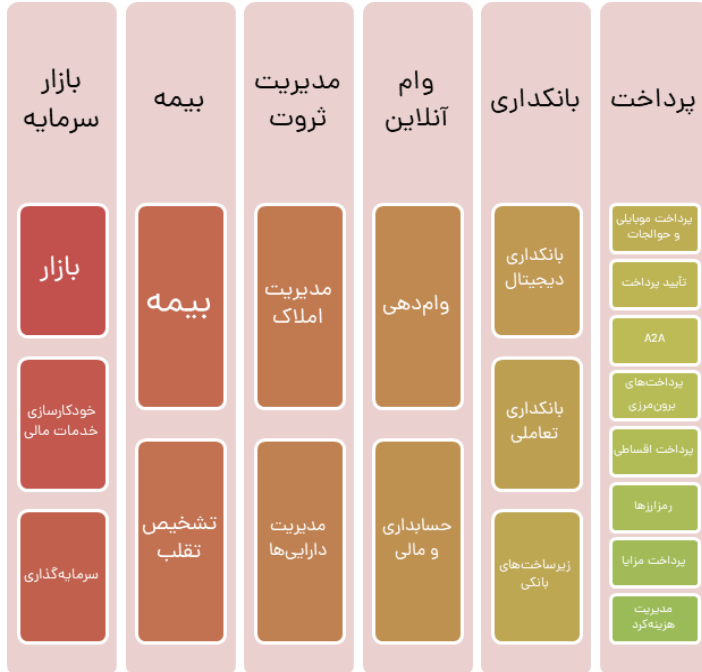 پرداخت
پرداخت موبایلی
و حوالجات
تأیید پرداخت
A2A
پرداخت‌های
برون‌مرزی
پرداخت اقساطی
رمزارزها
پرداخت مزایا
مدیریت
هزینه‌کرد
بانکداری
بانکداری
دیجیتال
بانکداری
تعاملی
زیرساخت‌های
بانکی
وام
آنلاین
وام‌دهی
حسابداری
و مالی
مدیریت
ثروت
مدیریت
املاک
مدیریت
دارایی‌ها
بیمه
بیمه
تشخیص
تقلب
بازار
سرمایه
بازار
خودکارسازی
خدمات مالی
سرمایه‌گذاری